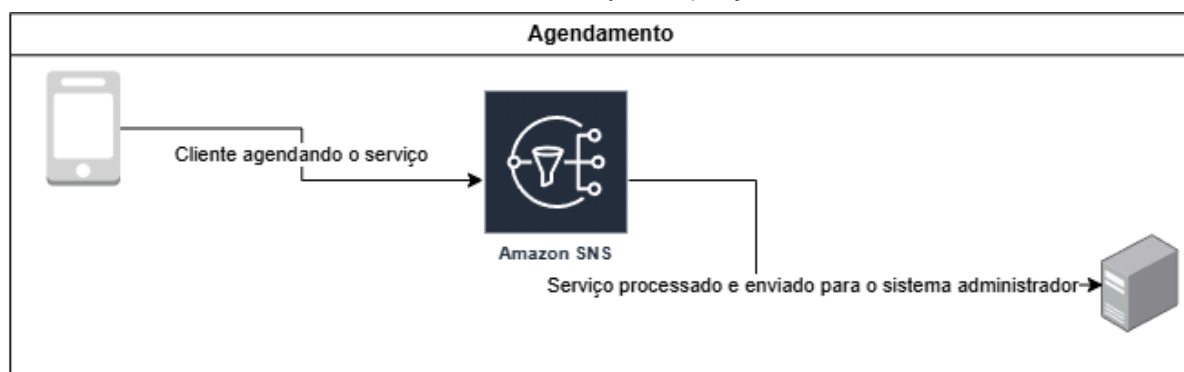 Agendamento
Cliente agendando o serviço
Amazon SNS
Serviço processado e enviado para o sistema administrador